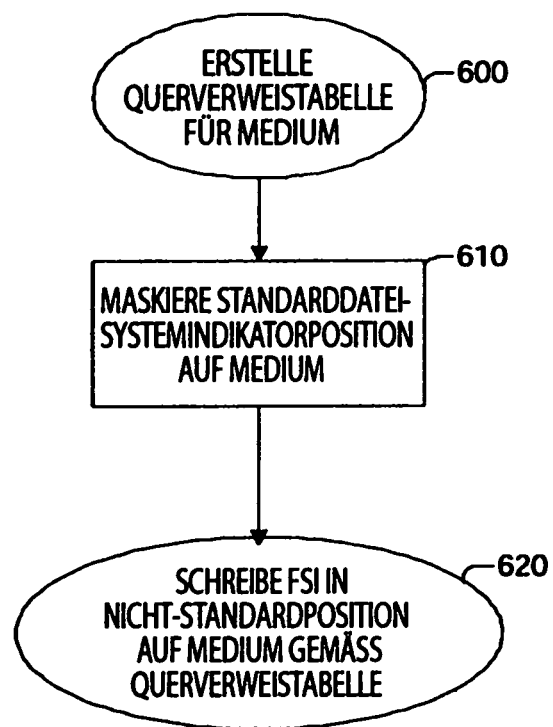 ERSTELLE
QUERVERWEISTABELLE
FÜR MEDIUM
600
610
MASKIERE STANDARDDATEI-
SYSTEMINDIKATORPOSITION
AUF MEDIUM
620
SCHREIBE FSI IN
NICHT-STANDARDPOSITION
AUF MEDIUM GEMÄSS
QUERVERWEISTABELLE